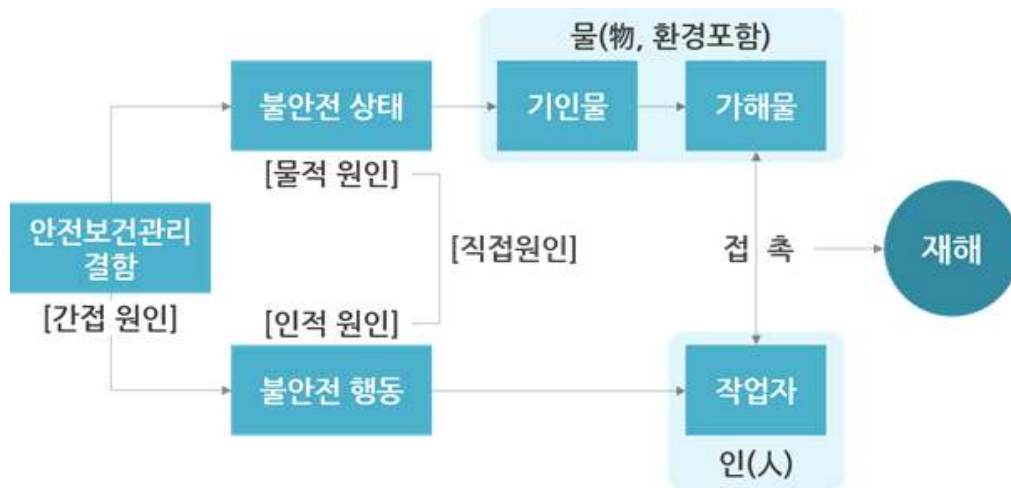 물(物, 환경포함)
불안전 상태
기인물
가해물
[물적 원인]
안전보건관리
결함
[직접원인]
접 촉
재해
[간접 원인]
[인적 원인]
불안전 행동
작업자
인(人)